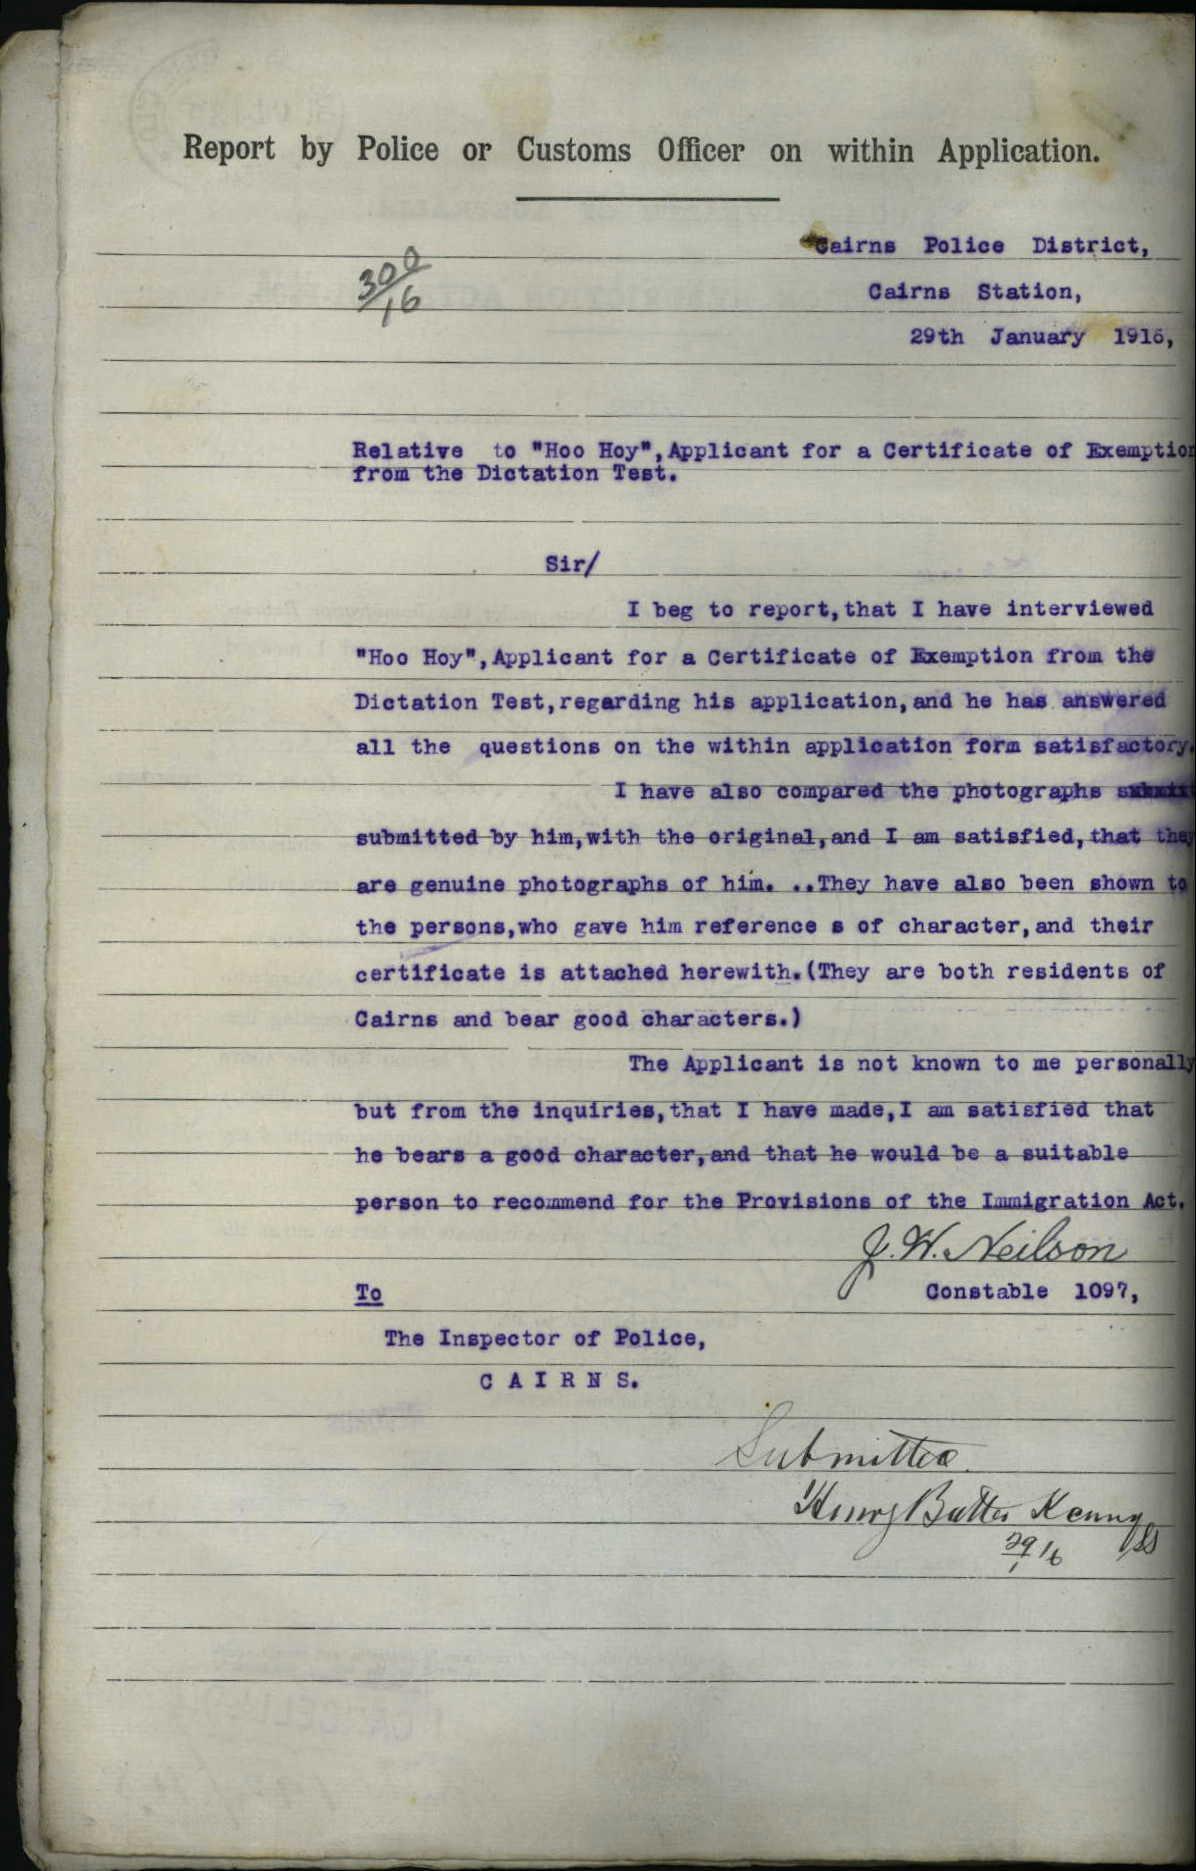 Report by Police or Customs Officer on within Application.
Cairns Police District,
300/16
Cairns Station,
29th January 1916,
Relative to "Hoo Hoy",Applicant for a Certificate of Exemption
from the Dictation Test.
Sir/
I beg to report,that I have interviewed
"Hoo Hoy",Applicant for a Certificate of Exemption from the
Dictation Test,regarding his application,and he has answered
all the questions on the within application form satisfactory.
I have also compared the photographs
submitted by him,with the original,and I am satisfied,that they
are genuine photographs of him. ..They have also been shown to
the persons,who gave him reference s of character,and their
certificate is attached herewith.(They are both residents of
Cairns and bear good characters.)
The Applicant is not known to me personally
but from the inquiries,that I have made,I am satisfied that
he bears a good character,and that he would be a suitable
person to recommend for the Provisions of the Immigration Act.
J. W. Neilson
To
Constable 1097,
The Inspector of Police,
C A I R N S.
Submitted.
Henry Kenny
29/1/16